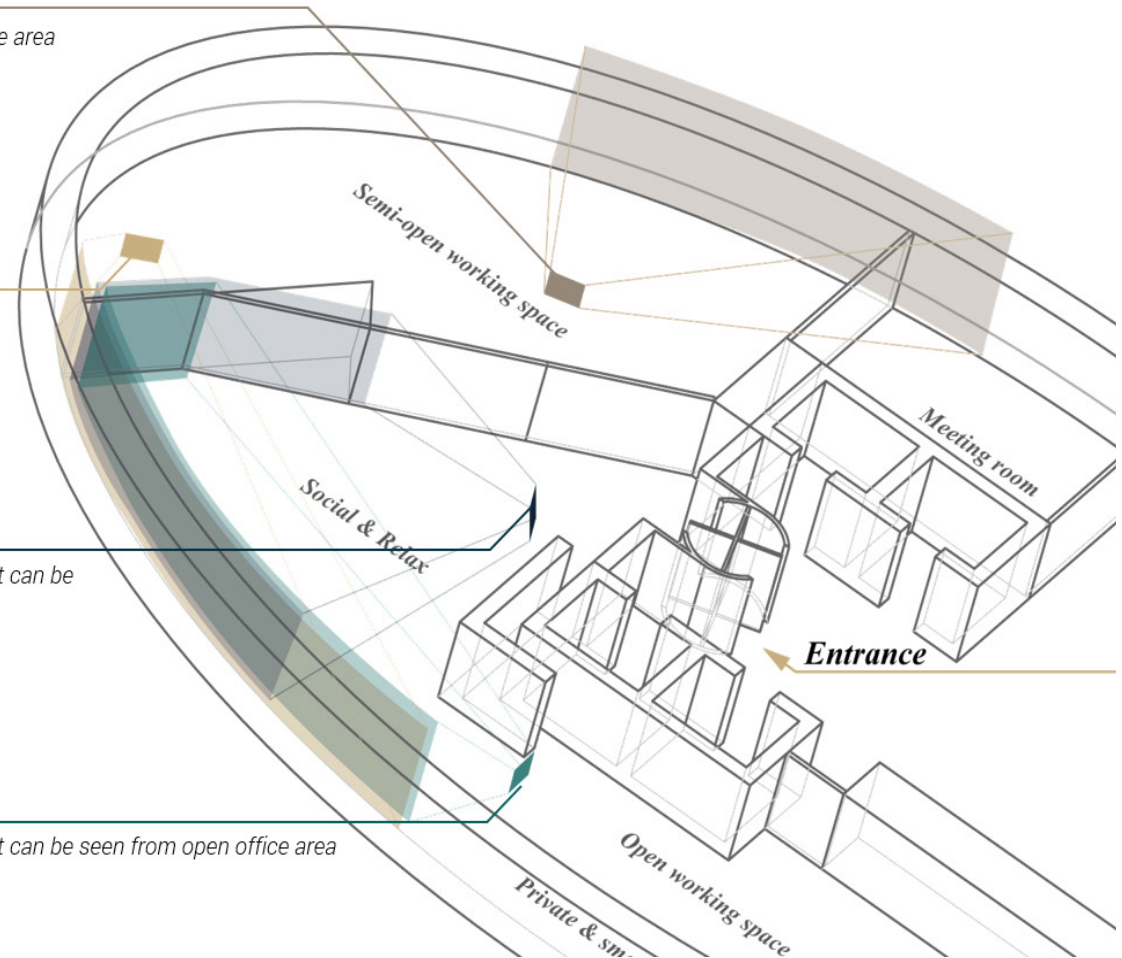 e area
Semi-open working space
Meeting room
Social & Relax
t can be
Entrance
t can be seen from open office area
Open working space
Private &